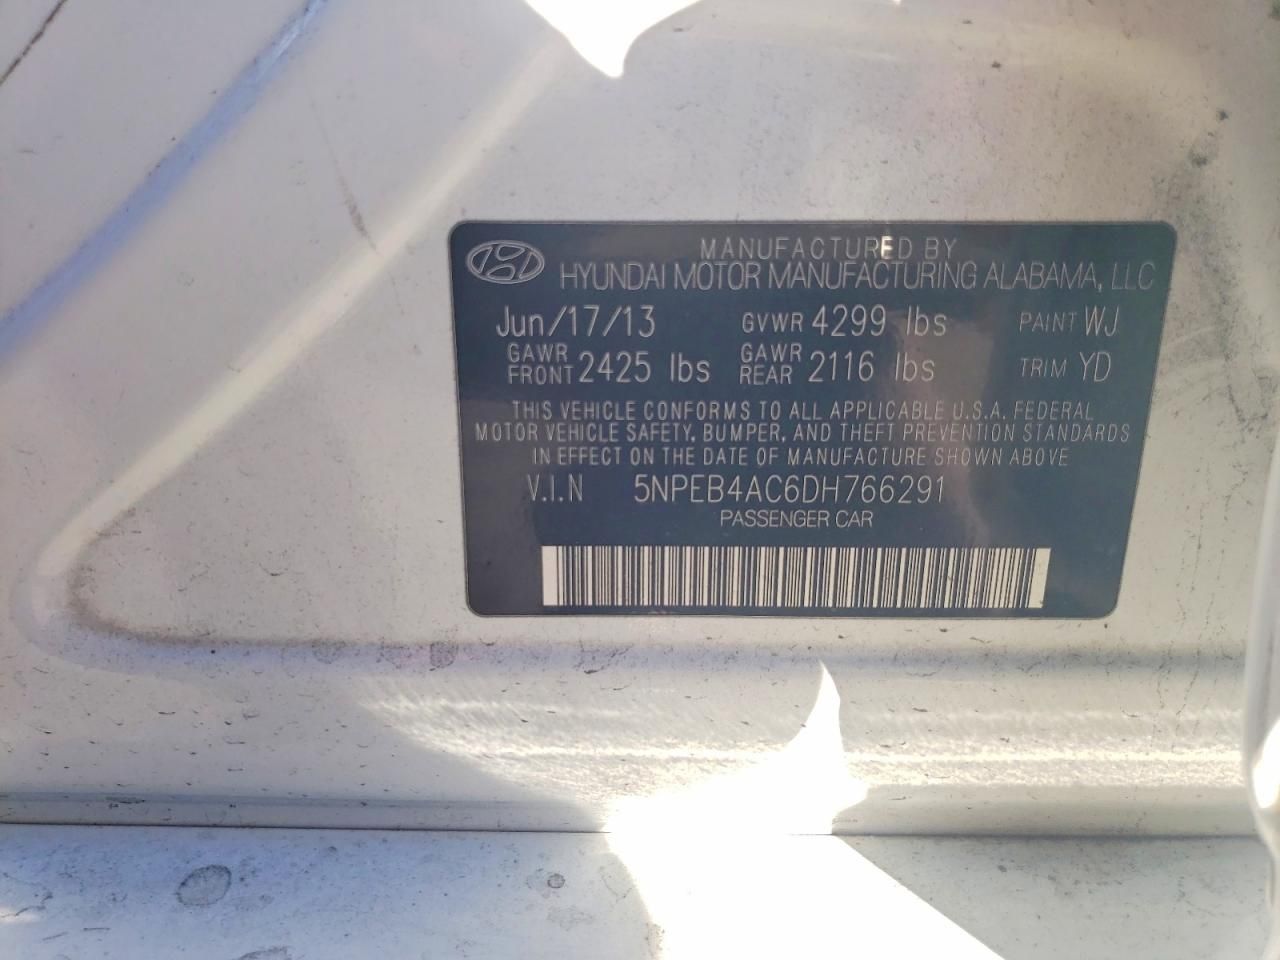 MANUFACTURED BY
HYUNDAI MOTOR MANUFACTURING ALABAMA, LLC
Jun/17/13 GVWR 4299 lbs PAINT WJ
GAWR FRONT 2425 lbs GAWR REAR 2116 lbs TRIM YD
THIS VEHICLE CONFORMS TO ALL APPLICABLE U.S.A. FEDERAL
MOTOR VEHICLE SAFETY, BUMPER, AND THEFT PREVENTION STANDARDS
IN EFFECT ON THE DATE OF MANUFACTURE SHOWN ABOVE
V.I.N 5NPEB4AC6DH766291
PASSENGER CAR